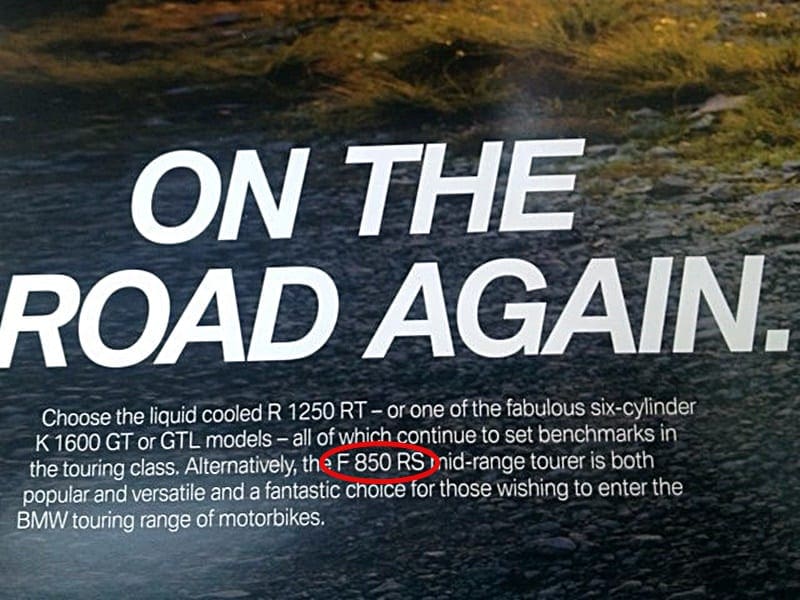 ON THE
ROAD AGAIN.
Choose the liquid cooled R 1250 RT – or one of the fabulous six-cylinder
K 1600 GT or GTL models – all of which continue to set benchmarks in
the touring class. Alternatively, the F 850 RS mid-range tourer is both
popular and versatile and a fantastic choice for those wishing to enter the
BMW touring range of motorbikes.